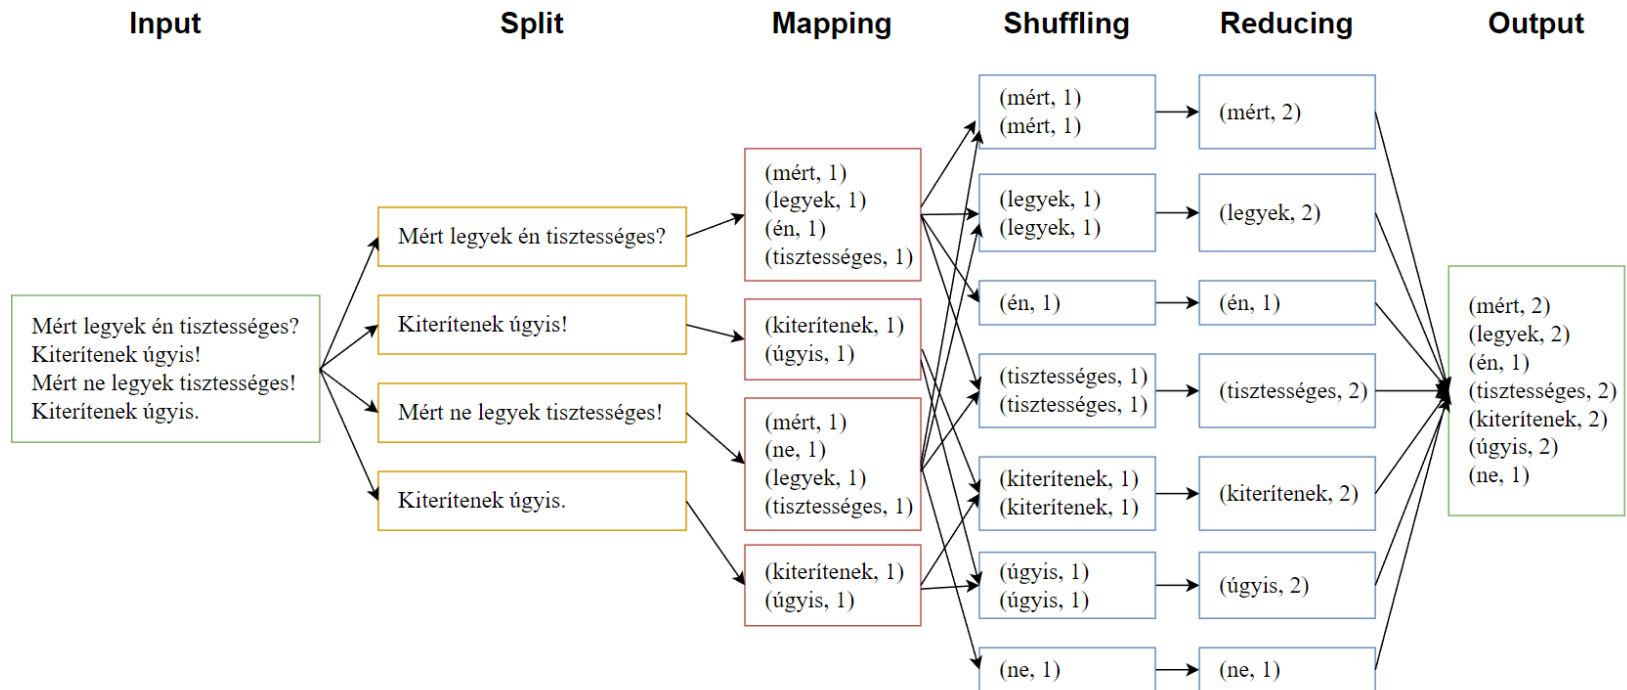 Input
Split
Mapping
Shuffling
Reducing
Output
Mért legyek én tisztességes?
Kiterítenek úgyis!
Mért ne legyek tisztességes!
Kiterítenek úgyis.
Mért legyek én tisztességes?
Kiterítenek úgyis!
Mért ne legyek tisztességes!
Kiterítenek úgyis.
(mért, 1)
(legyek, 1)
(én, 1)
(tisztességes, 1)
(kiterítenek, 1)
(úgyis, 1)
(mért, 1)
(ne, 1)
(legyek, 1)
(tisztességes, 1)
(kiterítenek, 1)
(úgyis, 1)
(mért, 1)
(mért, 1)
(legyek, 1)
(legyek, 1)
(én, 1)
(tisztességes, 1)
(tisztességes, 1)
(kiterítenek, 1)
(kiterítenek, 1)
(úgyis, 1)
(úgyis, 1)
(ne, 1)
(mért, 2)
(legyek, 2)
(én, 1)
(tisztességes, 2)
(kiterítenek, 2)
(úgyis, 2)
(ne, 1)
(mért, 2)
(legyek, 2)
(én, 1)
(tisztességes, 2)
(kiterítenek, 2)
(úgyis, 2)
(ne, 1)